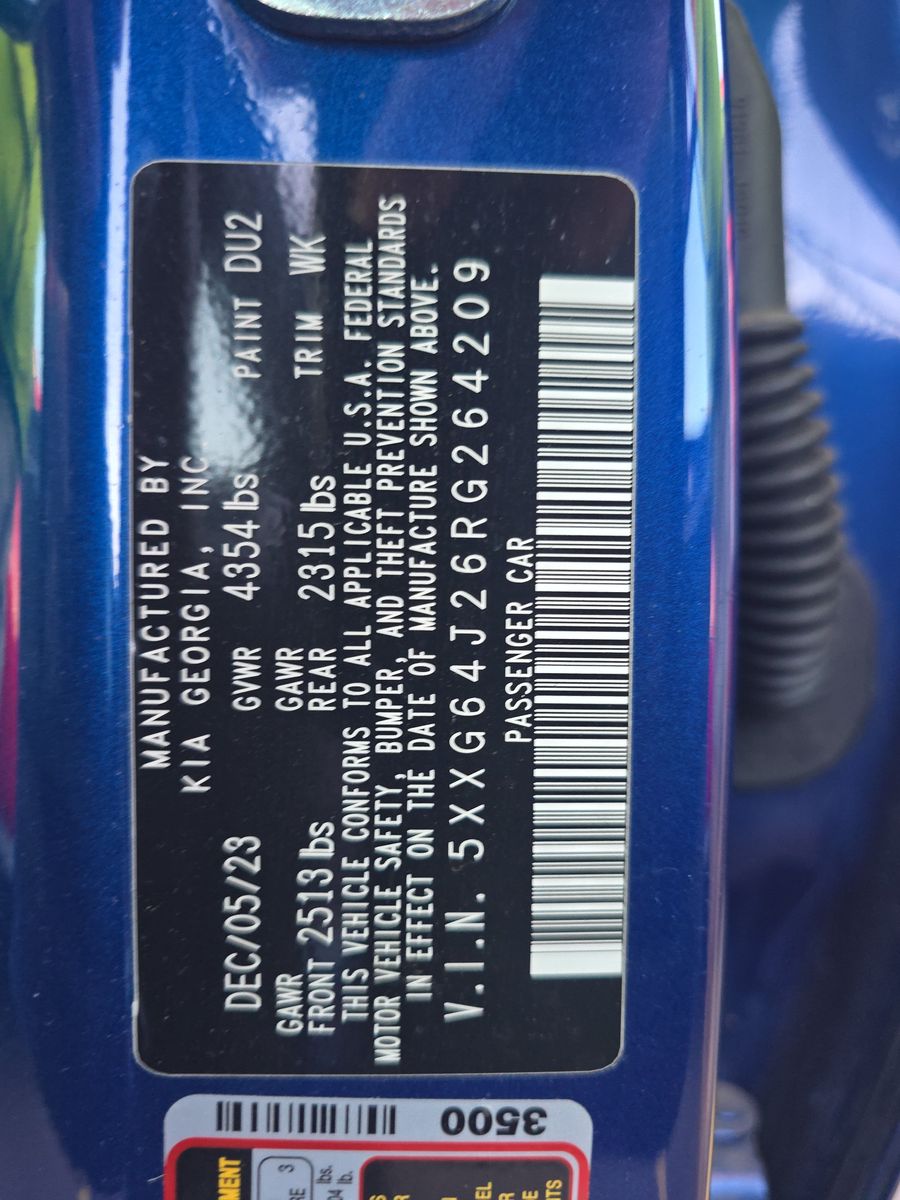 MANUFACTURED BY
KIA GEORGIA, INC
DEC/05/23 GVWR 4354 lbs PAINT DU2
GAWR FRONT 2513 lbs GAWR REAR 2315 lbs TRIM WK
THIS VEHICLE CONFORMS TO ALL APPLICABLE U.S.A. FEDERAL
MOTOR VEHICLE SAFETY, BUMPER, AND THEFT PREVENTION STANDARDS
IN EFFECT ON THE DATE OF MANUFACTURE SHOWN ABOVE.
V.I.N. 5XXG64J26RG264209
PASSENGER CAR
3500